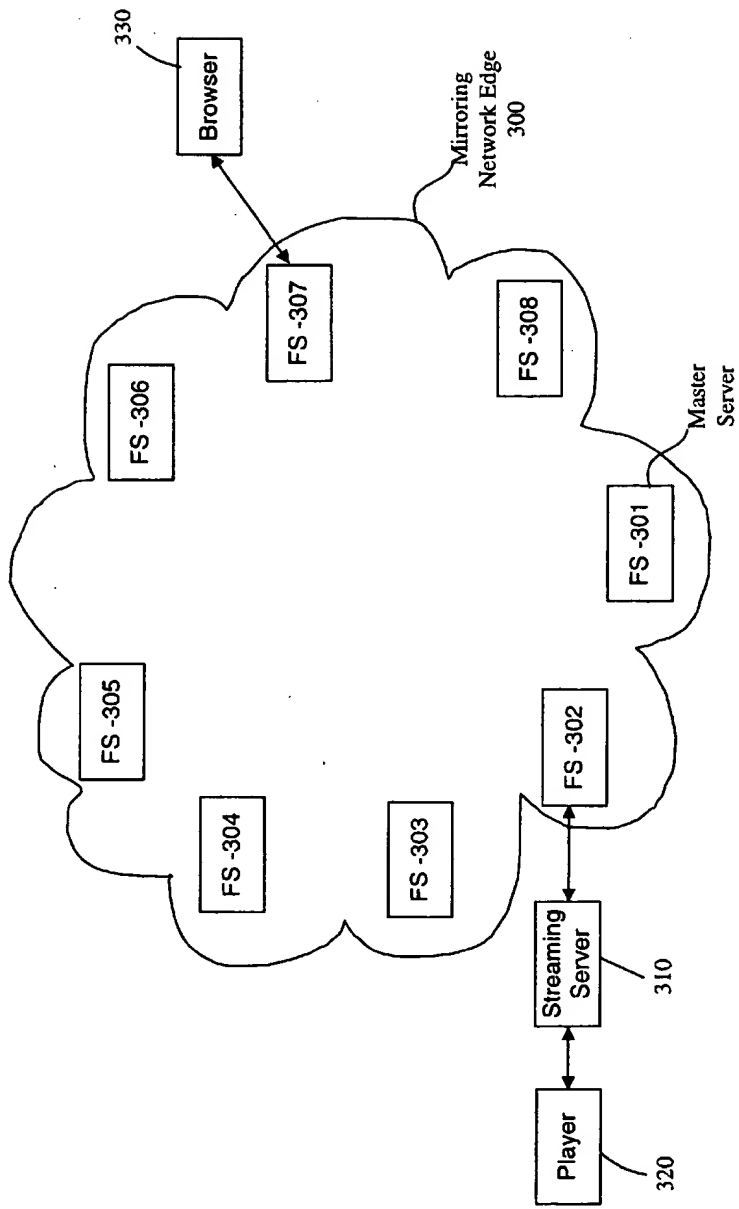 330
Browser
Mirroring
Network Edge
300
FS -307
FS -306
FS -308
FS -305
Master
Server
FS -301
FS -304
FS -302
FS -303
Streaming
Server
310
Player
320